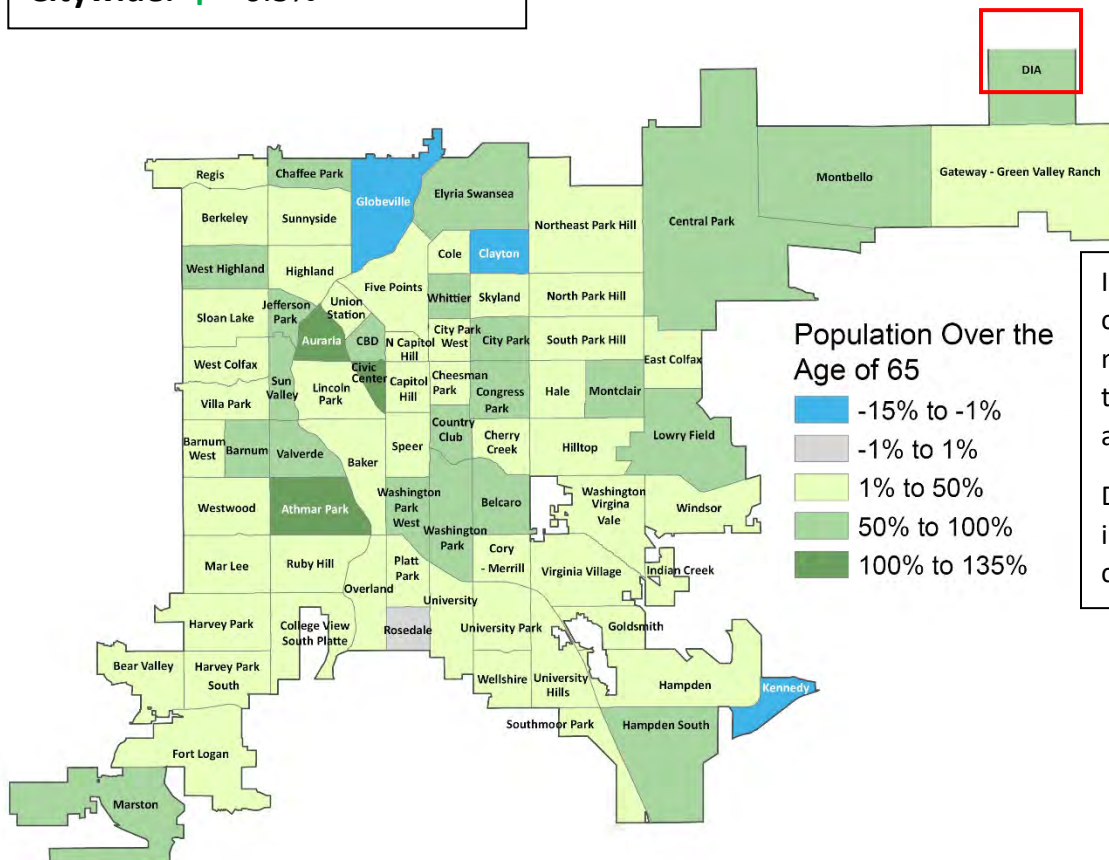 DIA
Montbello
Gateway - Green Valley Ranch
Regis
Chaffee Park
Globeville
Elyria Swansea
Central Park
Berkeley
Sunnyside
Northeast Park Hill
Cole
Clayton
West Highland
Highland
Five Points
Whittier
Skyland
North Park Hill
Sloan Lake
Jefferson
Park
Union
Station
Auraria
CBD
N Capitol
Hill
City Park
West
City Park
South Park Hill
East Colfax
West Colfax
Sun
Valley
Lincoln
Park
Civic
Center
Capitol
Hill
Cheesman
Park
Congress
Park
Hale
Montclair
Villa Park
Barnum
West
Barnum
Valverde
Baker
Speer
Country
Club
Cherry
Creek
Hilltop
Lowry Field
Westwood
Athmar Park
Washington
Park
West
Washington
Park
Belcaro
Washington
Virgina
Vale
Windsor
Mar Lee
Ruby Hill
Overland
Platt
Park
University
Cory
- Merrill
Virginia Village
Indian Creek
Harvey Park
College View
South Platte
Rosedale
University Park
Goldsmith
Bear Valley
Harvey Park
South
Wellshire
University
Hills
Hampden
Kennedy
Southmoor Park
Hampden South
Fort Logan
Marston
Population Over the
Age of 65
-15% to -1%
-1% to 1%
1% to 50%
50% to 100%
100% to 135%